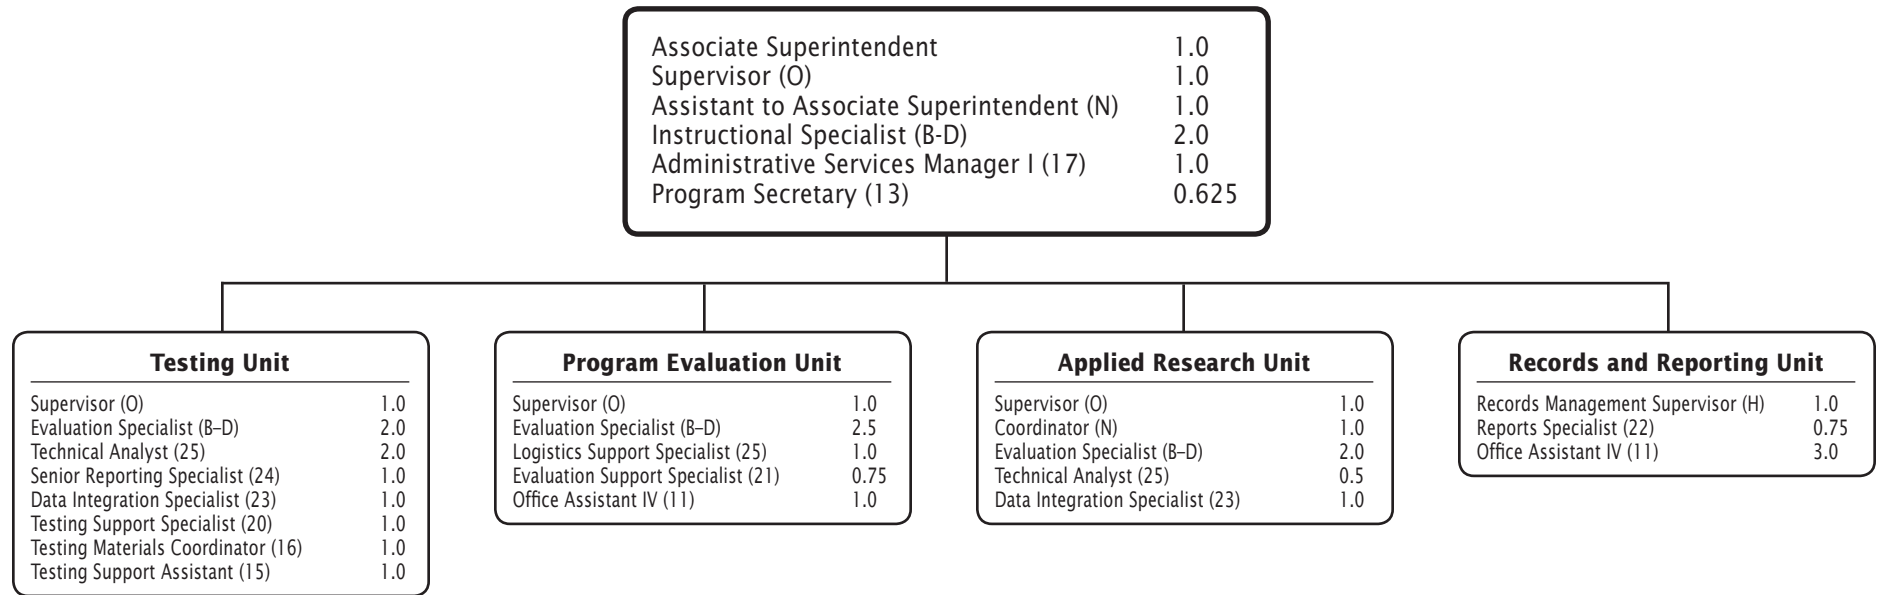 Associate Superintendent 1.0
Supervisor (O) 1.0
Assistant to Associate Superintendent (N) 1.0
Instructional Specialist (B-D) 2.0
Administrative Services Manager I (17) 1.0
Program Secretary (13) 0.625
Testing Unit
Supervisor (O) 1.0
Evaluation Specialist (B–D) 2.0
Technical Analyst (25) 2.0
Senior Reporting Specialist (24) 1.0
Data Integration Specialist (23) 1.0
Testing Support Specialist (20) 1.0
Testing Materials Coordinator (16) 1.0
Testing Support Assistant (15) 1.0
Program Evaluation Unit
Supervisor (O) 1.0
Evaluation Specialist (B–D) 2.5
Logistics Support Specialist (25) 1.0
Evaluation Support Specialist (21) 0.75
Office Assistant IV (11) 1.0
Applied Research Unit
Supervisor (O) 1.0
Coordinator (N) 1.0
Evaluation Specialist (B–D) 2.0
Technical Analyst (25) 0.5
Data Integration Specialist (23) 1.0
Records and Reporting Unit
Records Management Supervisor (H) 1.0
Reports Specialist (22) 0.75
Office Assistant IV (11) 3.0